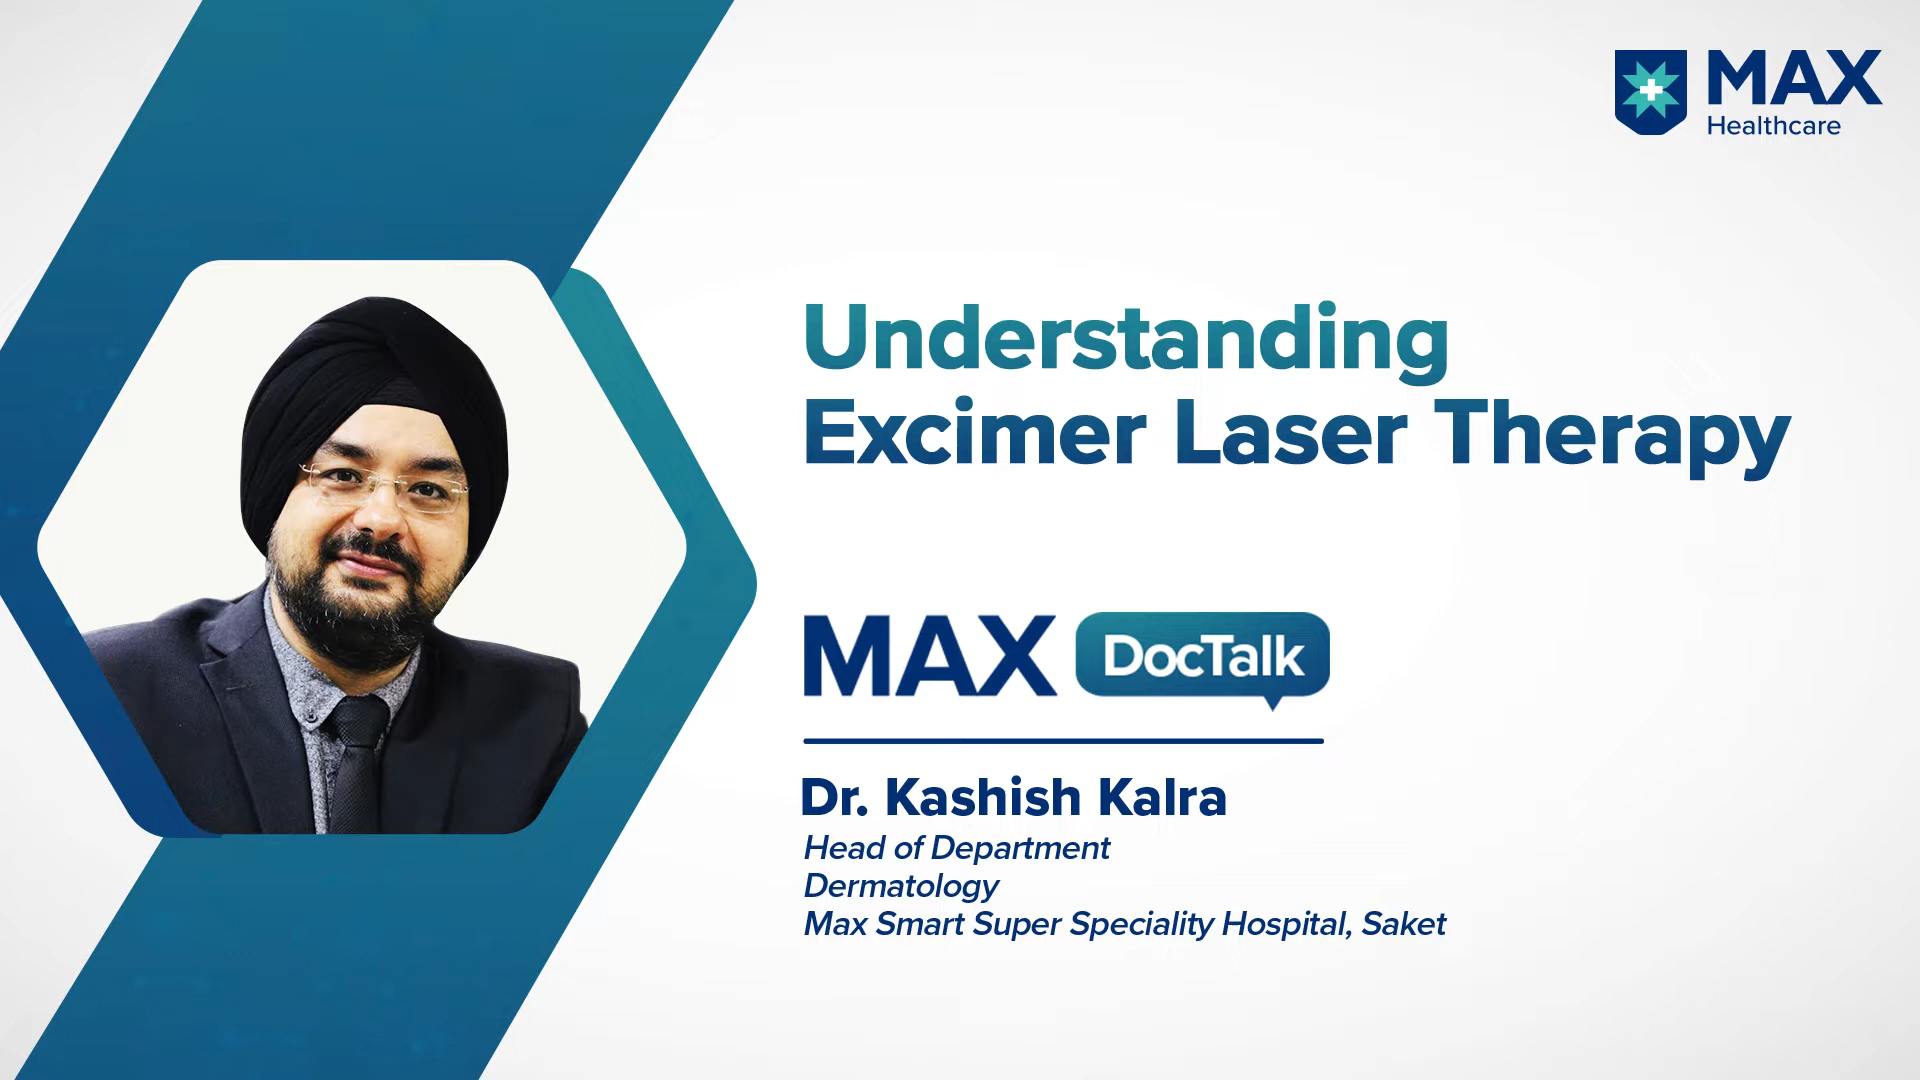 MAX
Healthcare
Understanding
Excimer Laser Therapy
MAX DocTalk
Dr. Kashish Kalra
Head of Department
Dermatology
Max Smart Super Speciality Hospital, Saket